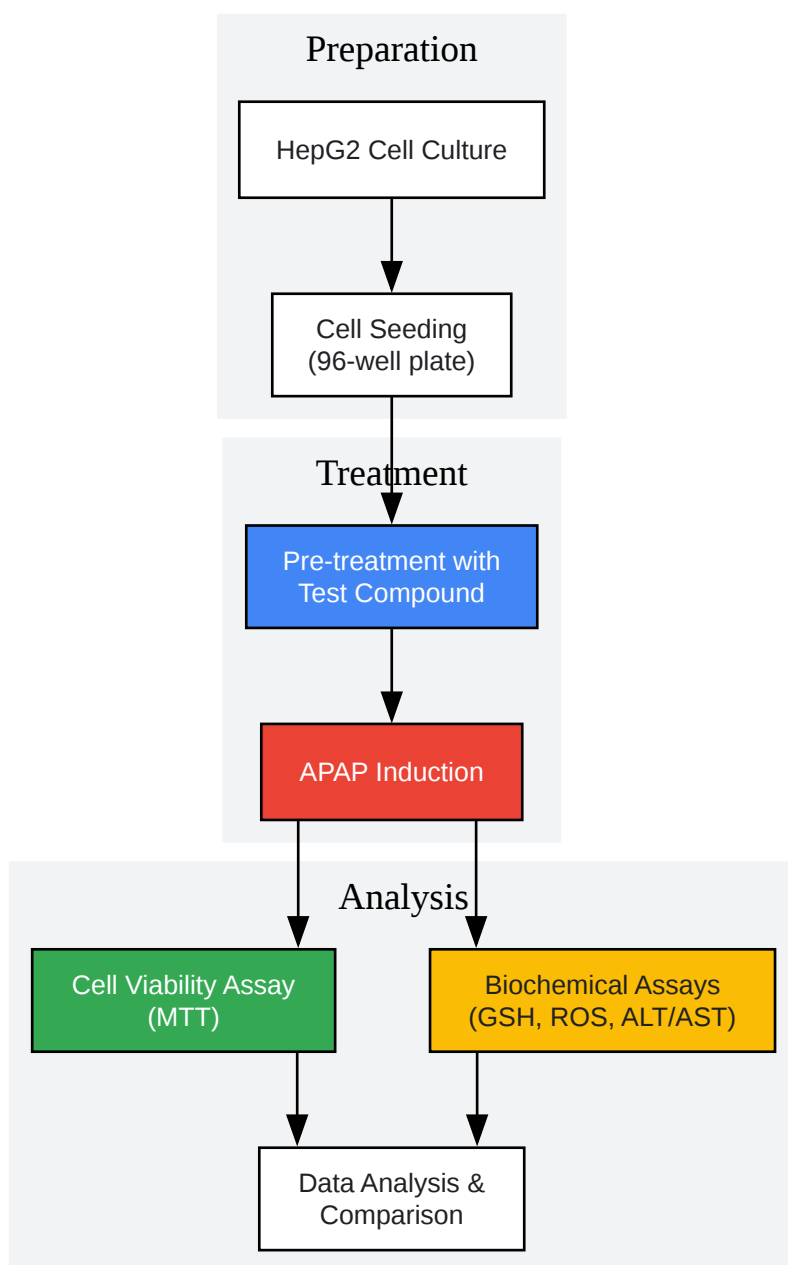 Preparation
HepG2 Cell Culture
Cell Seeding
(96-well plate)
Treatment
Pre-treatment with
Test Compound
APAP Induction
Analysis
Cell Viability Assay
(MTT)
Biochemical Assays
(GSH, ROS, ALT/AST)
Data Analysis &
Comparison